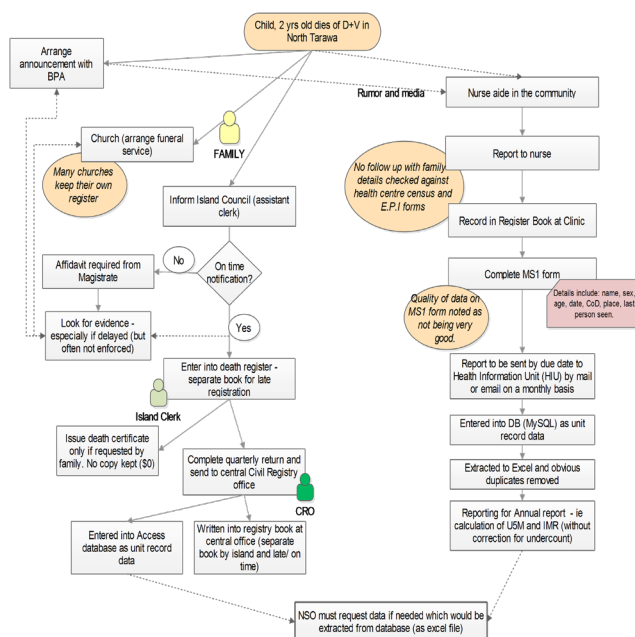 Child, 2 yrs old dies of D+V in
North Tarawa
Arrange
announcement with
BPA
Rumor and media
Nurse aide in the community
Church (arrange funeral
service)
FAMILY
Many churches
keep their own
register
Report to nurse
No follow up with family
details checked against
health centre census and
E.P.I forms
Inform Island Council (assistant
clerk)
Record in Register Book at Clinic
No
On time
notification?
Affidavit required from
Magistrate
Complete MS1 form
Details include: name, sex,
age, date, CoD, place, last
person seen.
Quality of data on
MS1 form noted as
not being very
good.
Look for evidence -
especially if delayed (but
often not enforced)
Yes
Enter into death register -
separate book for late
registration
Report to be sent by due date to
Health Information Unit (HIU) by mail
or email on a monthly basis
Island Clerk
Entered into DB (MySQL) as unit
record data
Issue death certificate
only if requested by
family. No copy kept ($0)
Complete quarterly return and
send to central Civil Registry
office
Extracted to Excel and obvious
duplicates removed
CRO
Entered into Access
database as unit record
data
Written into registry book at
central office (separate
book by island and late/ on
time)
Reporting for Annual report - ie
calculation of U5M and IMR (without
correction for undercount)
NSO must request data if needed which would be
extracted from database (as excel file)